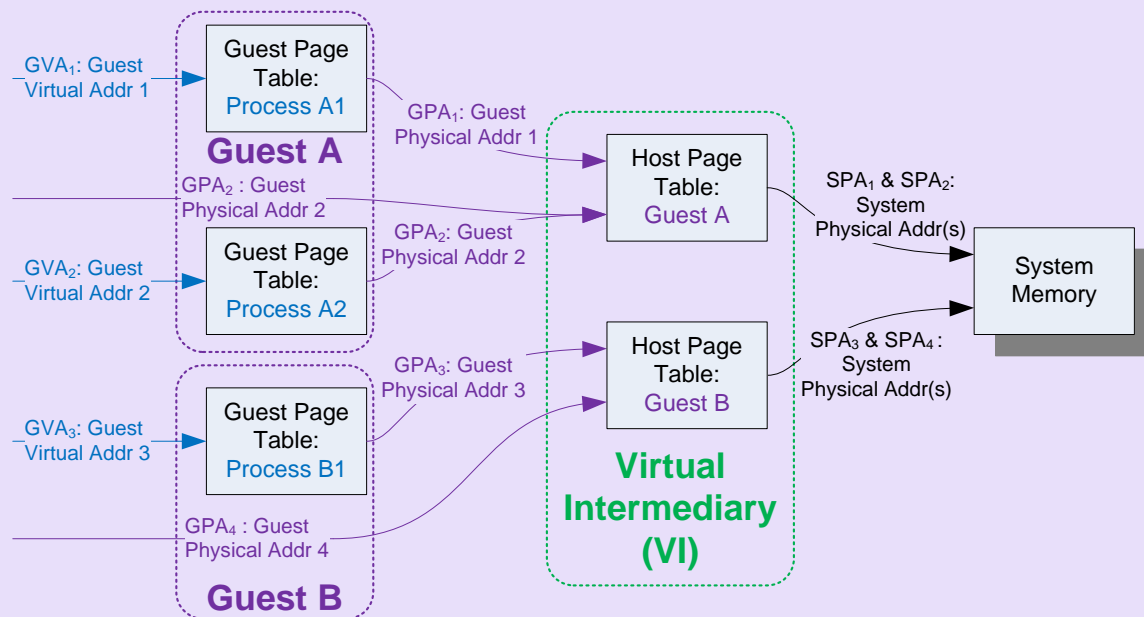 GVA₁: Guest
Virtual Addr 1
Guest Page
Table:
Process A1
Guest A
GPA₁: Guest
Physical Addr 1
GPA₂ : Guest
Physical Addr 2
GVA₂: Guest
Virtual Addr 2
Guest Page
Table:
Process A2
GPA₂: Guest
Physical Addr 2
Host Page
Table:
Guest A
SPA₁ & SPA₂:
System
Physical Addr(s)
System
Memory
GVA₃: Guest
Virtual Addr 3
Guest Page
Table:
Process B1
GPA₃: Guest
Physical Addr 3
Host Page
Table:
Guest B
SPA₃ & SPA₄ :
System
Physical Addr(s)
GPA₄ : Guest
Physical Addr 4
Guest B
Virtual
Intermediary
(VI)